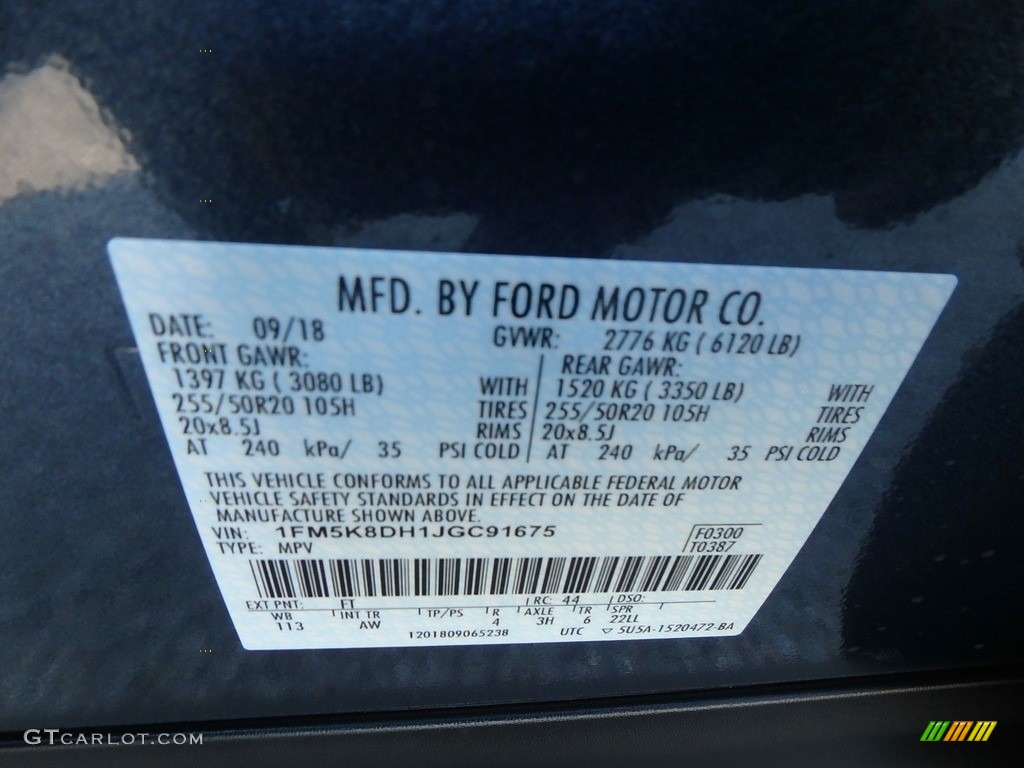 MFD. BY FORD MOTOR CO.
DATE: 09/18 GVWR: 2776 KG ( 6120 LB)
FRONT GAWR: REAR GAWR:
1397 KG ( 3080 LB) WITH 1520 KG ( 3350 LB) WITH
255/50R20 105H TIRES 255/50R20 105H TIRES
20x8.5J RIMS 20x8.5J RIMS
AT 240 kPa/ 35 PSI COLD AT 240 kPa/ 35 PSI COLD
THIS VEHICLE CONFORMS TO ALL APPLICABLE FEDERAL MOTOR
VEHICLE SAFETY STANDARDS IN EFFECT ON THE DATE OF
MANUFACTURE SHOWN ABOVE.
VIN: 1FM5K8DH1JGC91675 F0300
TYPE: MPV T0387
EXT PNT: FT RC: 44 DSO:
WB INT TR TP/PS R AXLE TR SPR
113 AW 4 3H 6 22LL
1201809065238 UTC ▽ 5U5A-1520472-BA
GTCARLOT.COM